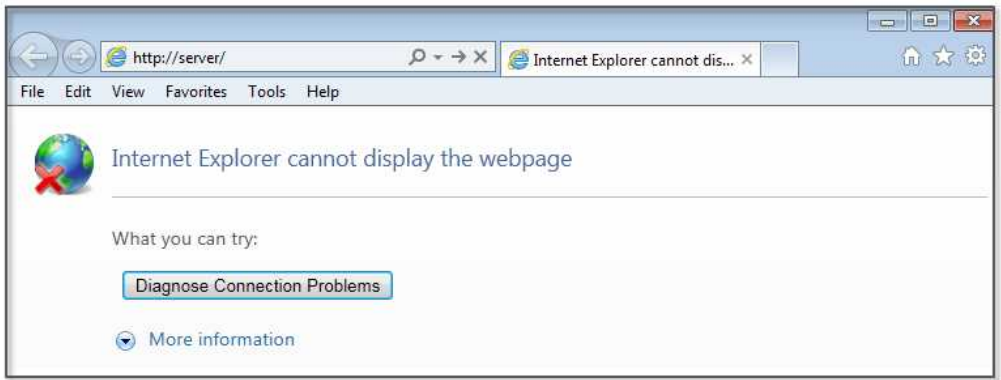 http://server/
Internet Explorer cannot dis...
File Edit View Favorites Tools Help
Internet Explorer cannot display the webpage
What you can try:
Diagnose Connection Problems
More information